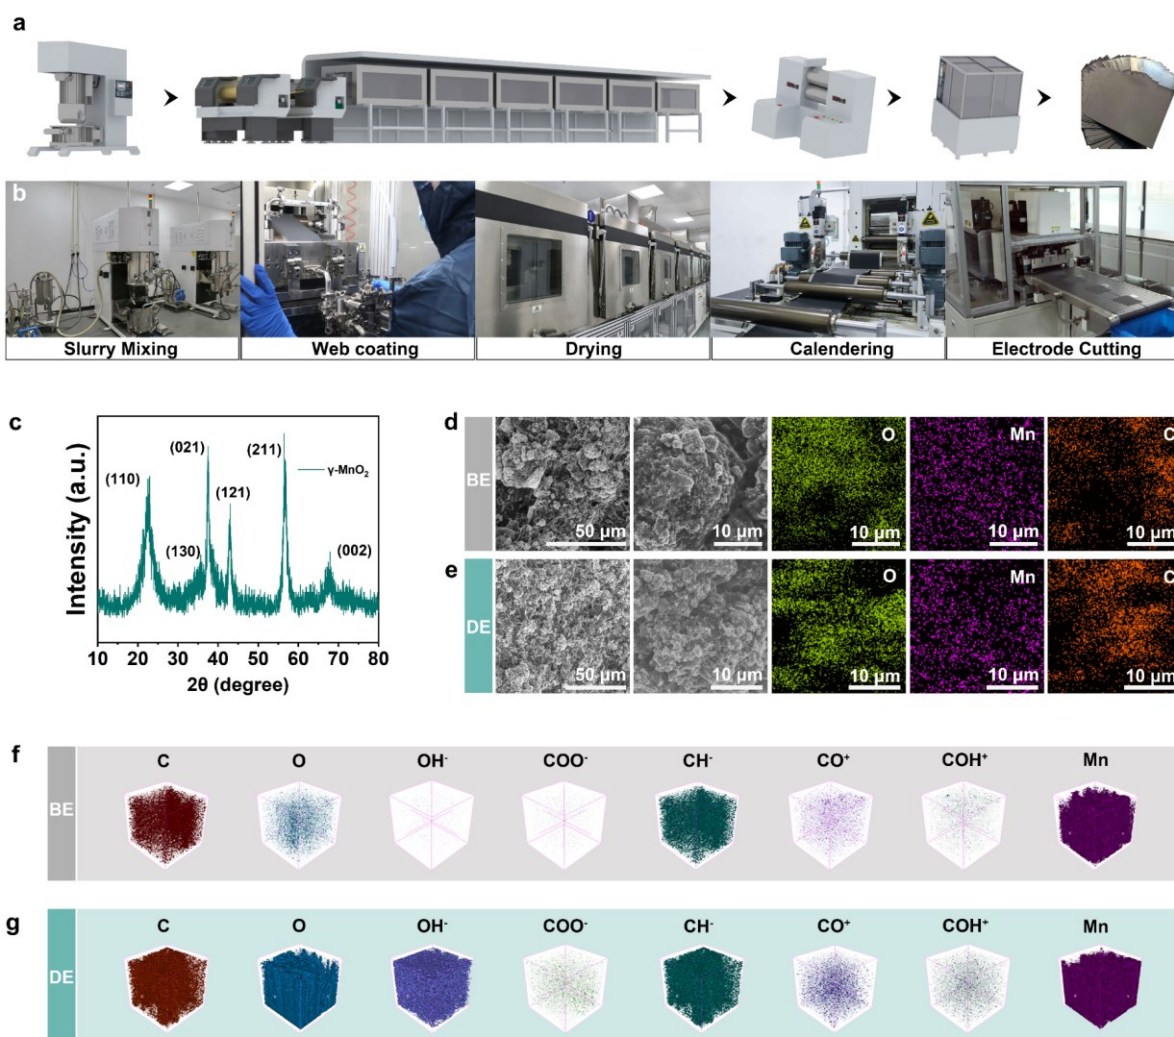 a
b
Slurry Mixing Web coating Drying Calendering Electrode Cutting
c
Intensity (a.u.)
(110)
(130)
(021)
(121)
(211)
(002)
γ-MnO₂
10 20 30 40 50 60 70 80
2θ (degree)
d
BE
50 μm
10 μm
O
10 μm
Mn
10 μm
C
10 μm
e
DE
50 μm
10 μm
O
10 μm
Mn
10 μm
C
10 μm
f
BE
C O OH⁻ COO⁻ CH⁻ CO⁺ COH⁺ Mn
g
DE
C O OH⁻ COO⁻ CH⁻ CO⁺ COH⁺ Mn